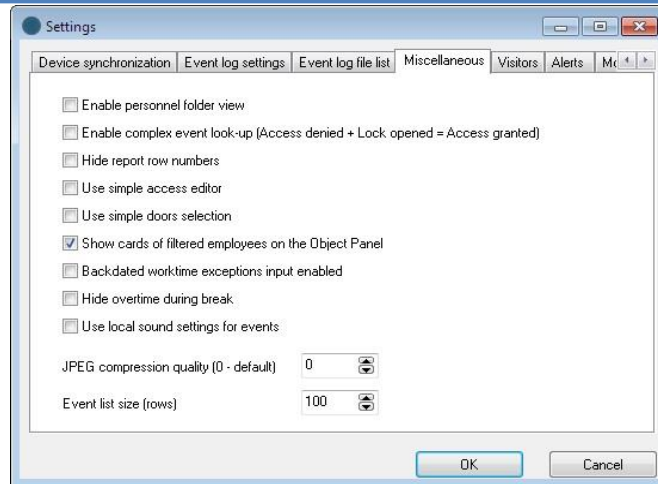 Settings
Device synchronization Event log settings Event log file list Miscellaneous Visitors Alerts
Enable personnel folder view
Enable complex event look-up (Access denied + Lock opened = Access granted)
Hide report row numbers
Use simple access editor
Use simple doors selection
Show cards of filtered employees on the Object Panel
Backdated worktime exceptions input enabled
Hide overtime during break
Use local sound settings for events
JPEG compression quality (0 - default) 0
Event list size (rows) 100
OK Cancel